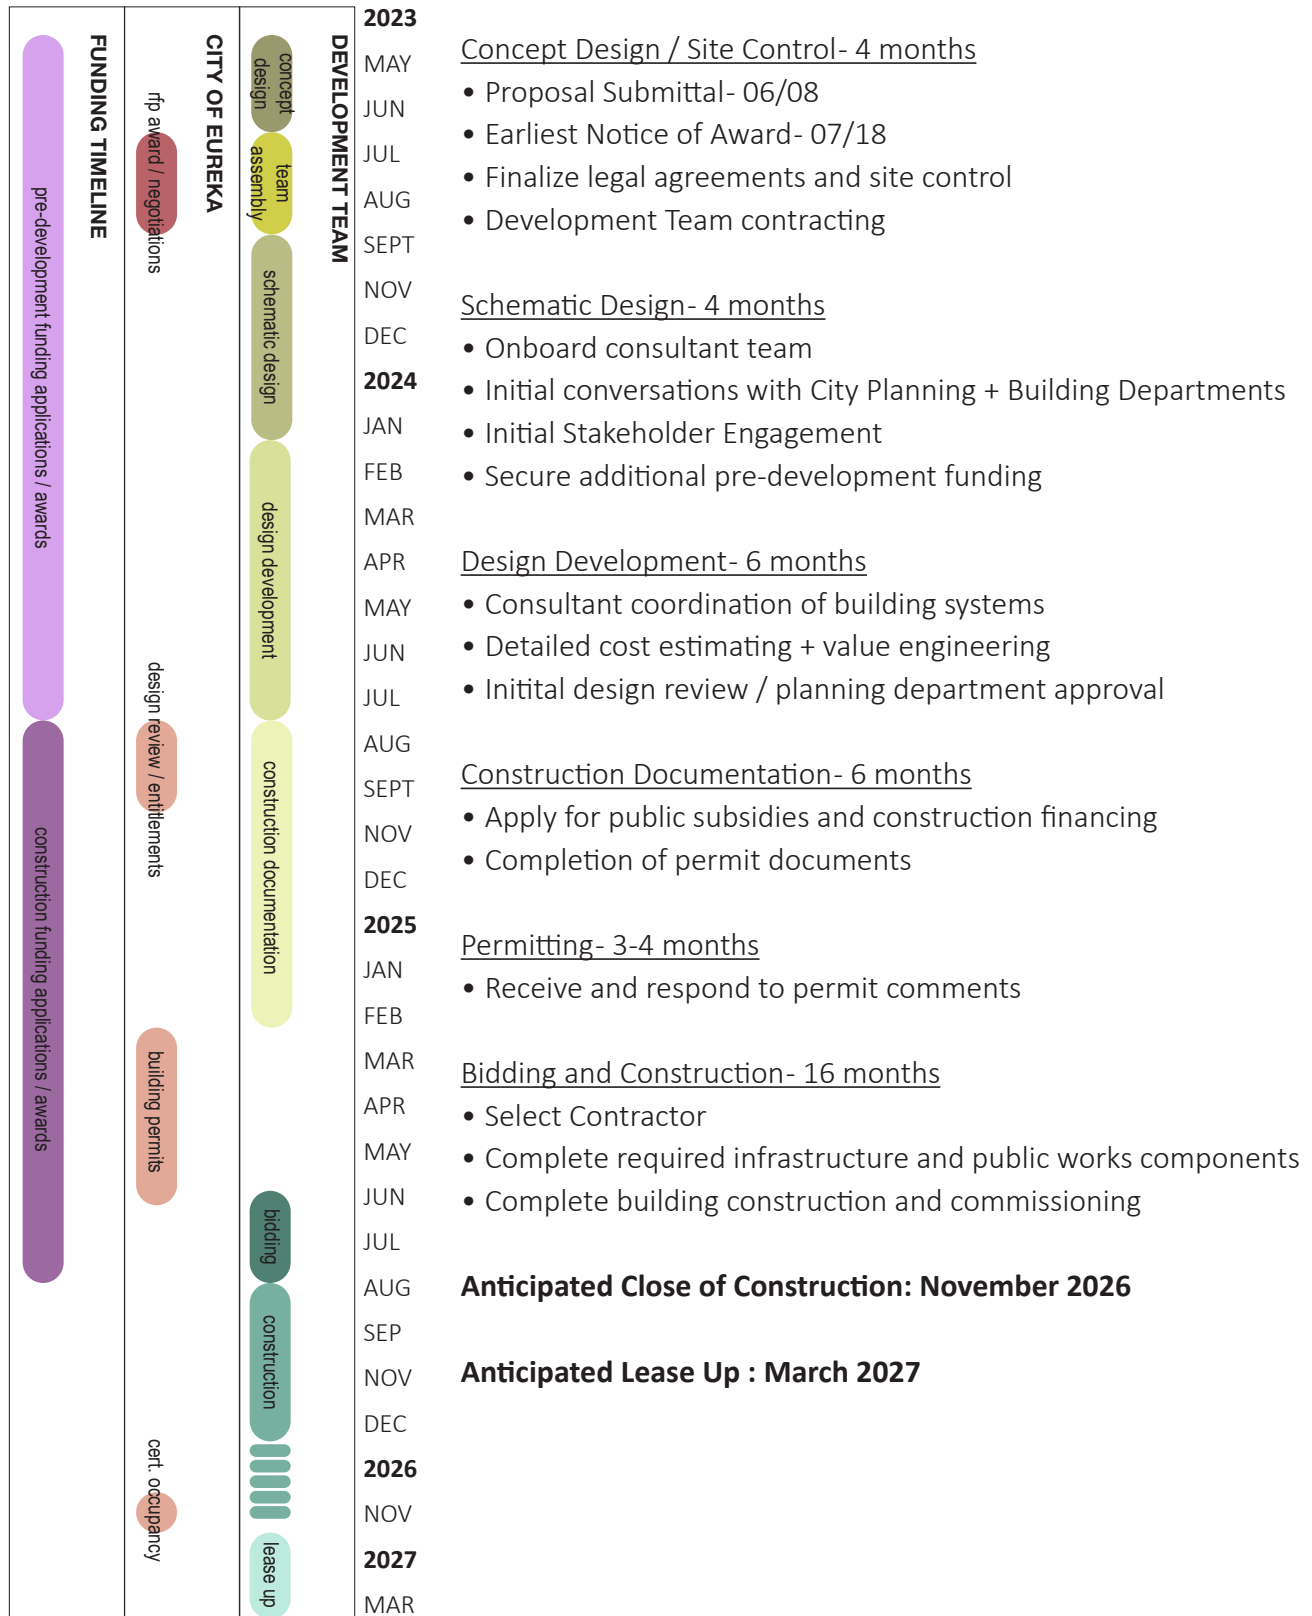 FUNDING TIMELINE
pre-development funding applications / awards
construction funding applications / awards
CITY OF EUREKA
rfp award / negotiations
design review / entitlements
building permits
cert. occupancy
DEVELOPMENT TEAM
concept
design
team
assembly
schematic design
design development
construction documentation
bidding
construction
lease up
2023
MAY
JUN
JUL
AUG
SEPT
NOV
DEC
2024
JAN
FEB
MAR
APR
MAY
JUN
JUL
AUG
SEPT
NOV
DEC
2025
JAN
FEB
MAR
APR
MAY
JUN
JUL
AUG
SEP
NOV
DEC
2026
NOV
2027
MAR
Concept Design / Site Control- 4 months
• Proposal Submittal- 06/08
• Earliest Notice of Award- 07/18
• Finalize legal agreements and site control
• Development Team contracting
Schematic Design- 4 months
• Onboard consultant team
• Initial conversations with City Planning + Building Departments
• Initial Stakeholder Engagement
• Secure additional pre-development funding
Design Development- 6 months
• Consultant coordination of building systems
• Detailed cost estimating + value engineering
• Initital design review / planning department approval
Construction Documentation- 6 months
• Apply for public subsidies and construction financing
• Completion of permit documents
Permitting- 3-4 months
• Receive and respond to permit comments
Bidding and Construction- 16 months
• Select Contractor
• Complete required infrastructure and public works components
• Complete building construction and commissioning
Anticipated Close of Construction: November 2026
Anticipated Lease Up : March 2027